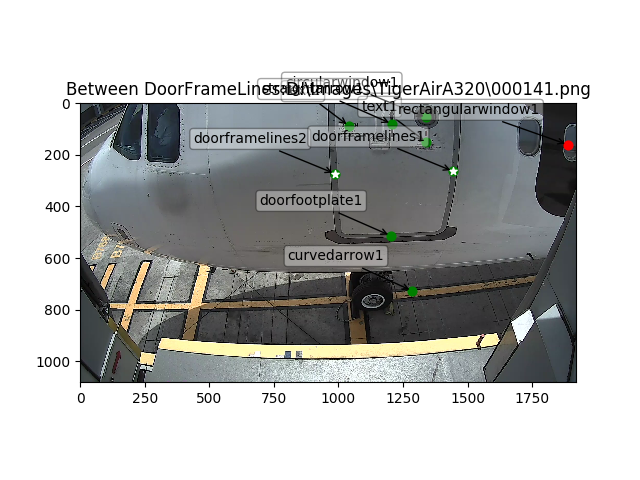 circularwindow1
Between DoorFrameLines:D:\Images\TigerAirA320\000141.png
text1
rectangularwindow1
doorframelines2
doorframelines1
doorfootplate1
curvedarrow1
0
200
400
600
800
1000
0
250
500
750
1000
1250
1500
1750